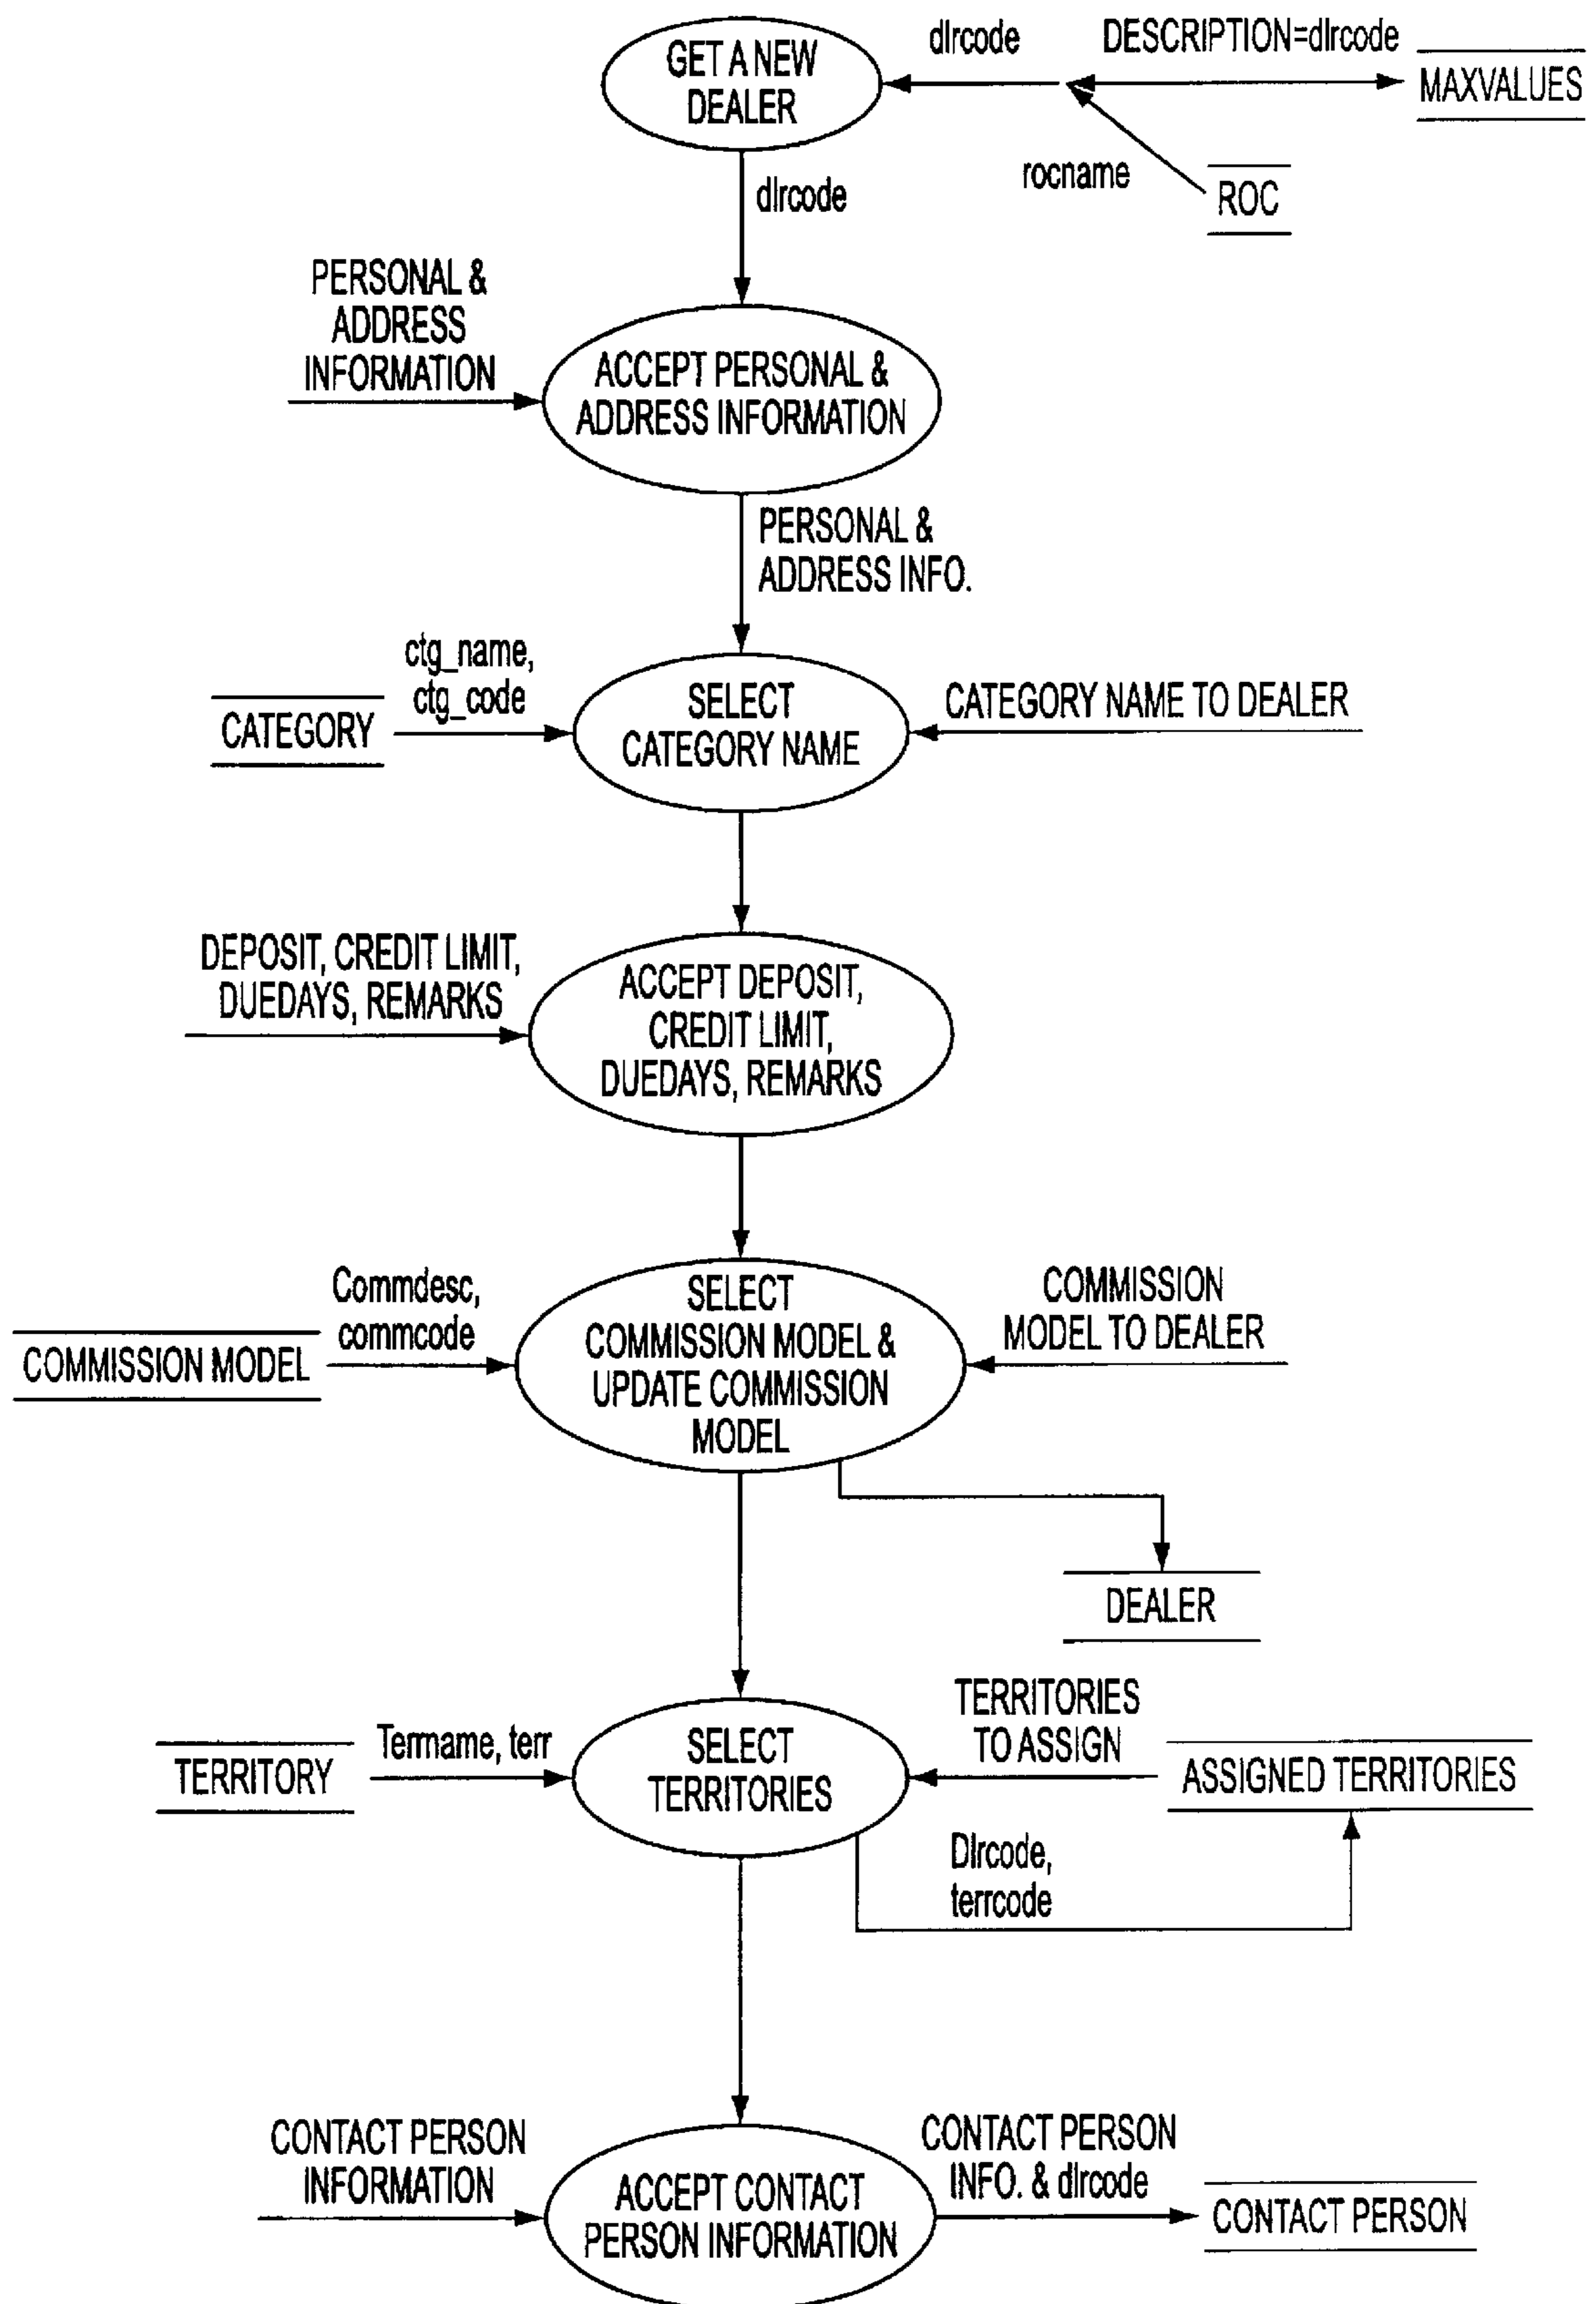 GET A NEW
DEALER
dlrcode
DESCRIPTION=dlrcode
MAXVALUES
rocname
ROC
dlrcode
PERSONAL &
ADDRESS
INFORMATION
ACCEPT PERSONAL &
ADDRESS INFORMATION
PERSONAL &
ADDRESS INFO.
ctg_name,
ctg_code
CATEGORY
SELECT
CATEGORY NAME
CATEGORY NAME TO DEALER
DEPOSIT, CREDIT LIMIT,
DUEDAYS, REMARKS
ACCEPT DEPOSIT,
CREDIT LIMIT,
DUEDAYS, REMARKS
Commdesc,
commcode
COMMISSION MODEL
SELECT
COMMISSION MODEL &
UPDATE COMMISSION
MODEL
COMMISSION
MODEL TO DEALER
DEALER
TERRITORY
Terrname, terr
SELECT
TERRITORIES
TERRITORIES
TO ASSIGN
ASSIGNED TERRITORIES
Dlrcode,
terrcode
CONTACT PERSON
INFORMATION
ACCEPT CONTACT
PERSON INFORMATION
CONTACT PERSON
INFO. & dlrcode
CONTACT PERSON